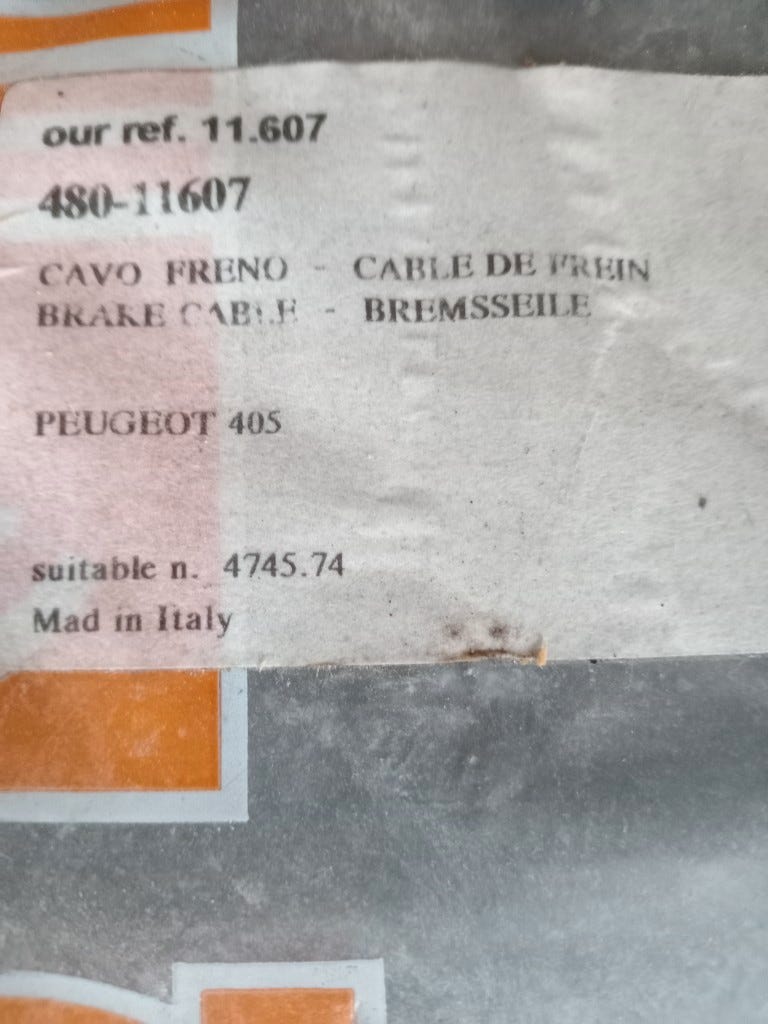 our ref. 11.607
480-11607
CAVO FRENO - CABLE DE FREIN
BRAKE CABLE - BREMSSEILE
PEUGEOT 405
suitable n. 4745.74
Mad in Italy